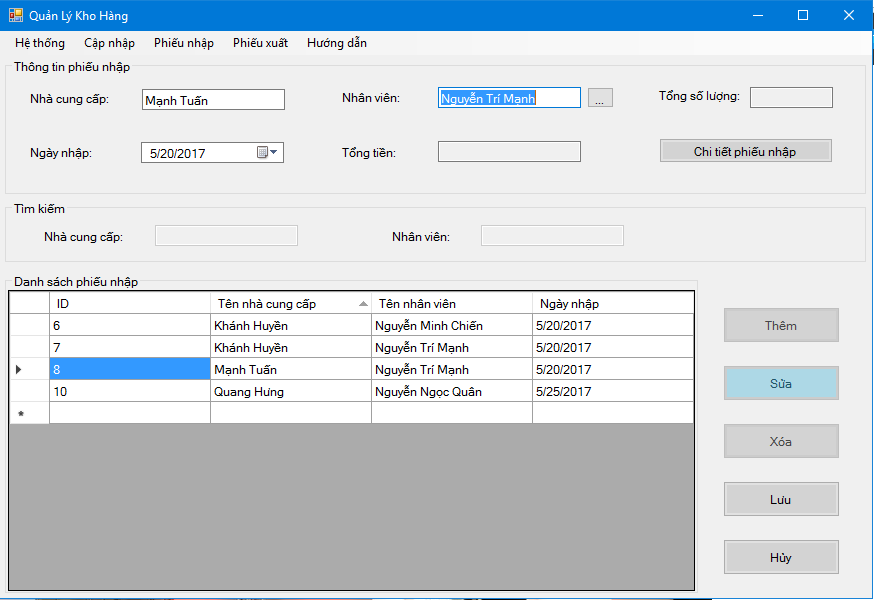 Quản Lý Kho Hàng
Hệ thống Cập nhập Phiếu nhập Phiếu xuất Hướng dẫn
Thông tin phiếu nhập
Nhà cung cấp: Mạnh Tuấn Nhân viên: Nguyễn Trí Mạnh ... Tổng số lượng:
Ngày nhập: 5/20/2017 Tổng tiền: Chi tiết phiếu nhập
Tìm kiếm
Nhà cung cấp: Nhân viên:
Danh sách phiếu nhập
ID Tên nhà cung cấp Tên nhân viên Ngày nhập
6 Khánh Huyền Nguyễn Minh Chiến 5/20/2017
7 Khánh Huyền Nguyễn Trí Mạnh 5/20/2017
8 Mạnh Tuấn Nguyễn Trí Mạnh 5/20/2017
10 Quang Hưng Nguyễn Ngọc Quân 5/25/2017
*
Thêm
Sửa
Xóa
Lưu
Hủy